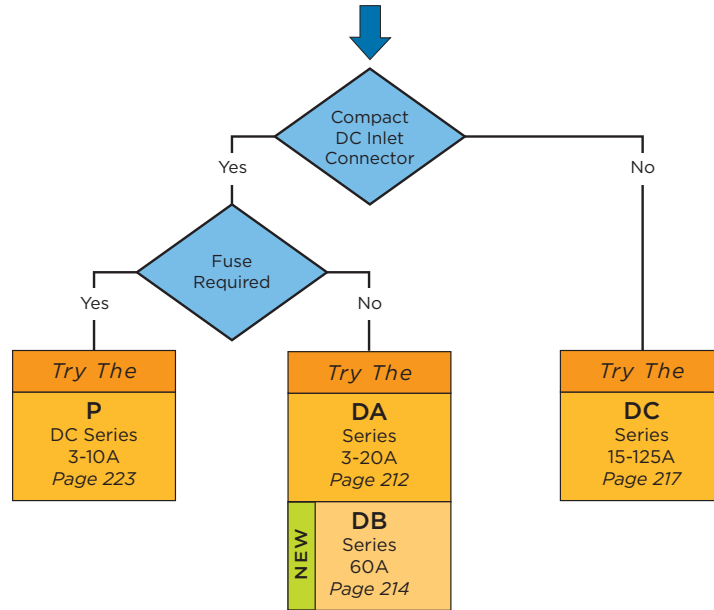 Compact
DC Inlet
Connector
Yes
No
Fuse
Required
Yes
No
Try The
P
DC Series
3-10A
Page 223
Try The
DA
Series
3-20A
Page 212
NEW
DB
Series
60A
Page 214
Try The
DC
Series
15-125A
Page 217